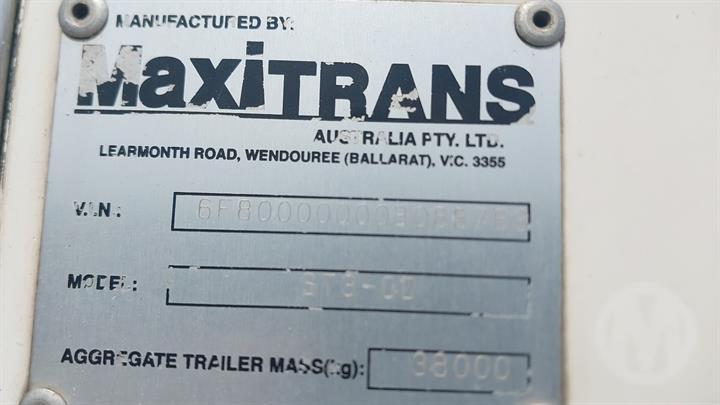 MANUFACTURED BY:
MaxiTRANS
AUSTRALIA PTY. LTD.
LEARMONTH ROAD, WENDOUREE (BALLARAT), VIC. 3355
V.I.N.:
MODEL:
AGGREGATE TRAILER MASS(kg): 38000